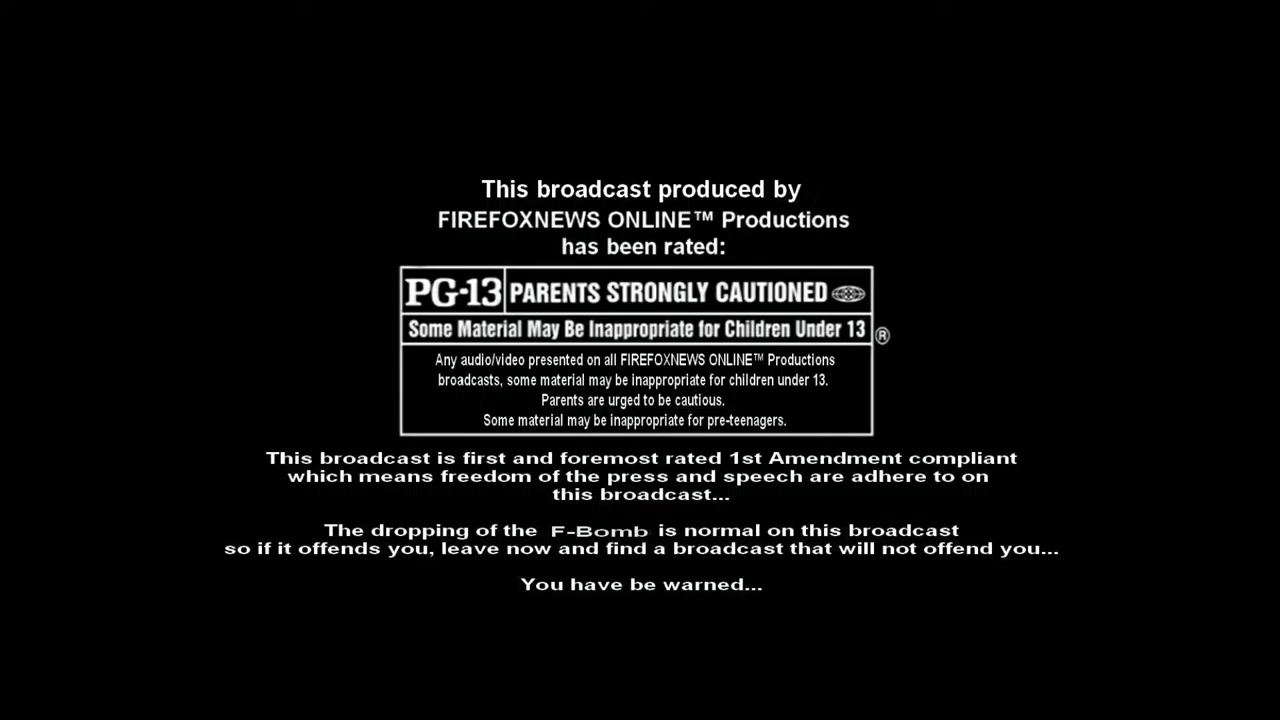 This broadcast produced by
FIREFOXNEWS ONLINE™ Productions
has been rated:
PG-13 PARENTS STRONGLY CAUTIONED
Some Material May Be Inappropriate for Children Under 13 ®
Any audio/video presented on all FIREFOXNEWS ONLINE™ Productions
broadcasts, some material may be inappropriate for children under 13.
Parents are urged to be cautious.
Some material may be inappropriate for pre-teenagers.
This broadcast is first and foremost rated 1st Amendment compliant
which means freedom of the press and speech are adhere to on
this broadcast...
The dropping of the F-Bomb is normal on this broadcast
so if it offends you, leave now and find a broadcast that will not offend you...
You have be warned...